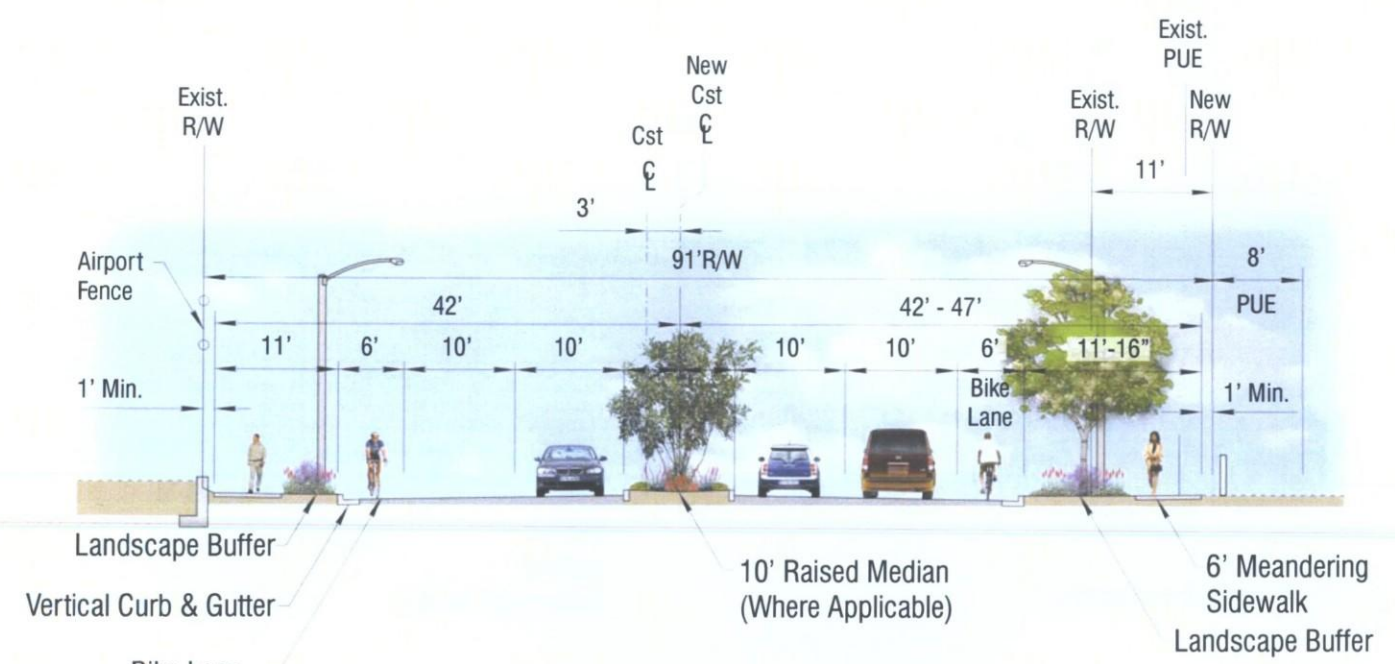 Exist.
PUE
New
Cst
℄
Exist.
R/W
Exist.
R/W
New
R/W
Cst
℄
11'
3'
Airport
Fence
91'R/W
8'
42'
42' - 47'
PUE
11'
6'
10'
10'
10'
10'
6'
11'-16"
1' Min.
Bike
Lane
1' Min.
Landscape Buffer
10' Raised Median
(Where Applicable)
6' Meandering
Sidewalk
Vertical Curb & Gutter
Landscape Buffer